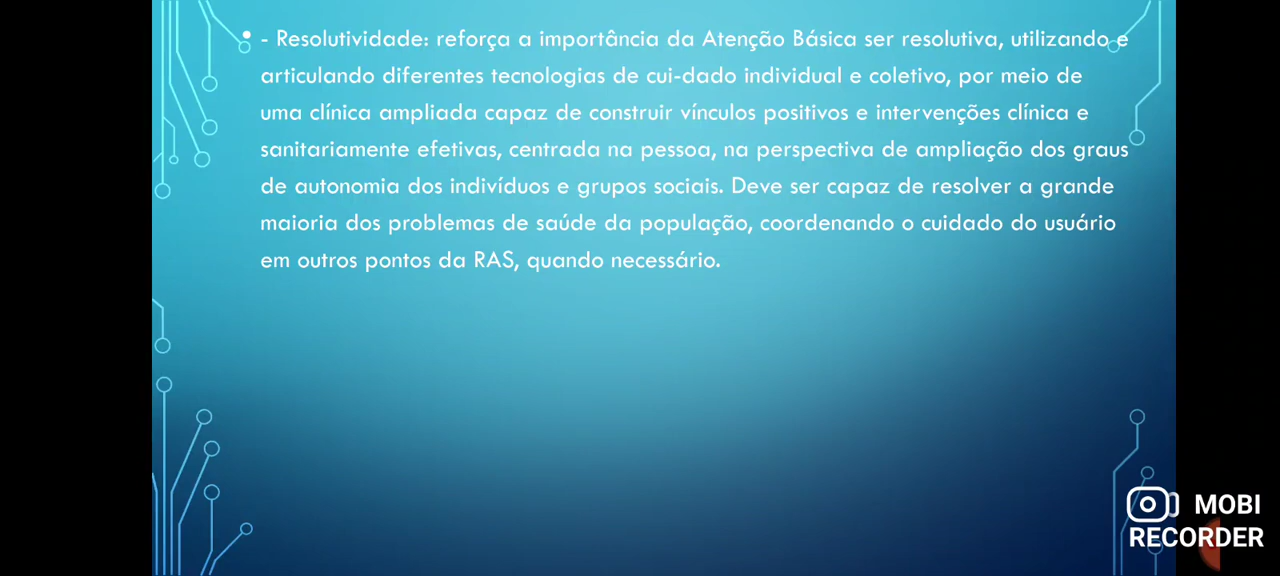 - Resolutividade: reforça a importância da Atenção Básica ser resolutiva, utilizando e
articulando diferentes tecnologias de cui-dado individual e coletivo, por meio de
uma clínica ampliada capaz de construir vínculos positivos e intervenções clínica e
sanitariamente efetivas, centrada na pessoa, na perspectiva de ampliação dos graus
de autonomia dos indivíduos e grupos sociais. Deve ser capaz de resolver a grande
maioria dos problemas de saúde da população, coordenando o cuidado do usuário
em outros pontos da RAS, quando necessário.
MOBI
RECORDER